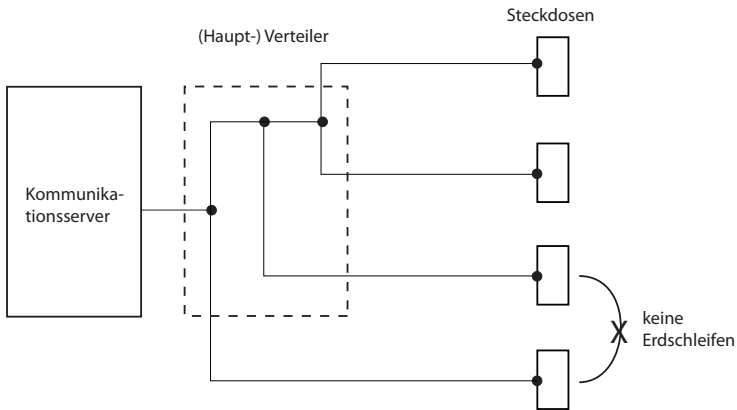 Steckdosen
(Haupt-) Verteiler
Kommunika-
tionsserver
keine
Erdschleifen
X